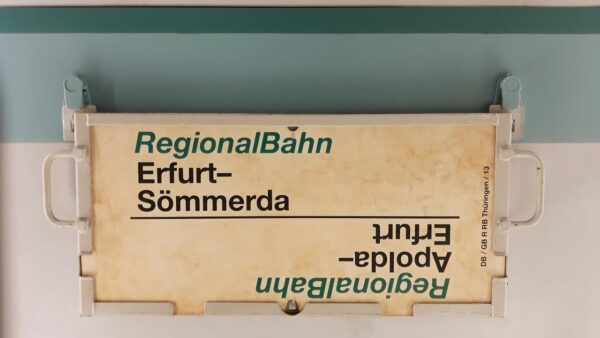 RegionalBahn
Erfurt–
Sömmerda
RegionalBahn
Apolda–
Erfurt
DB / GB R RB Thüringen / 13